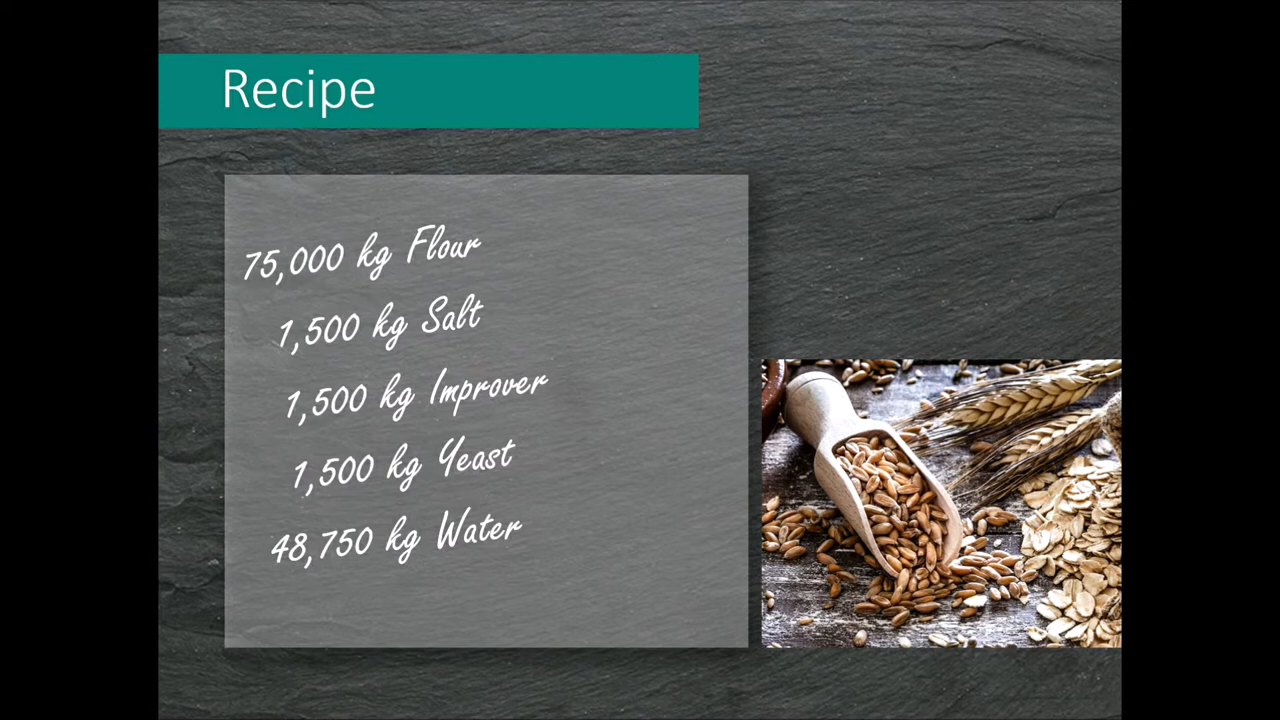 Recipe
75,000 kg Flour
1,500 kg Salt
1,500 kg Improver
1,500 kg Yeast
48,750 kg Water